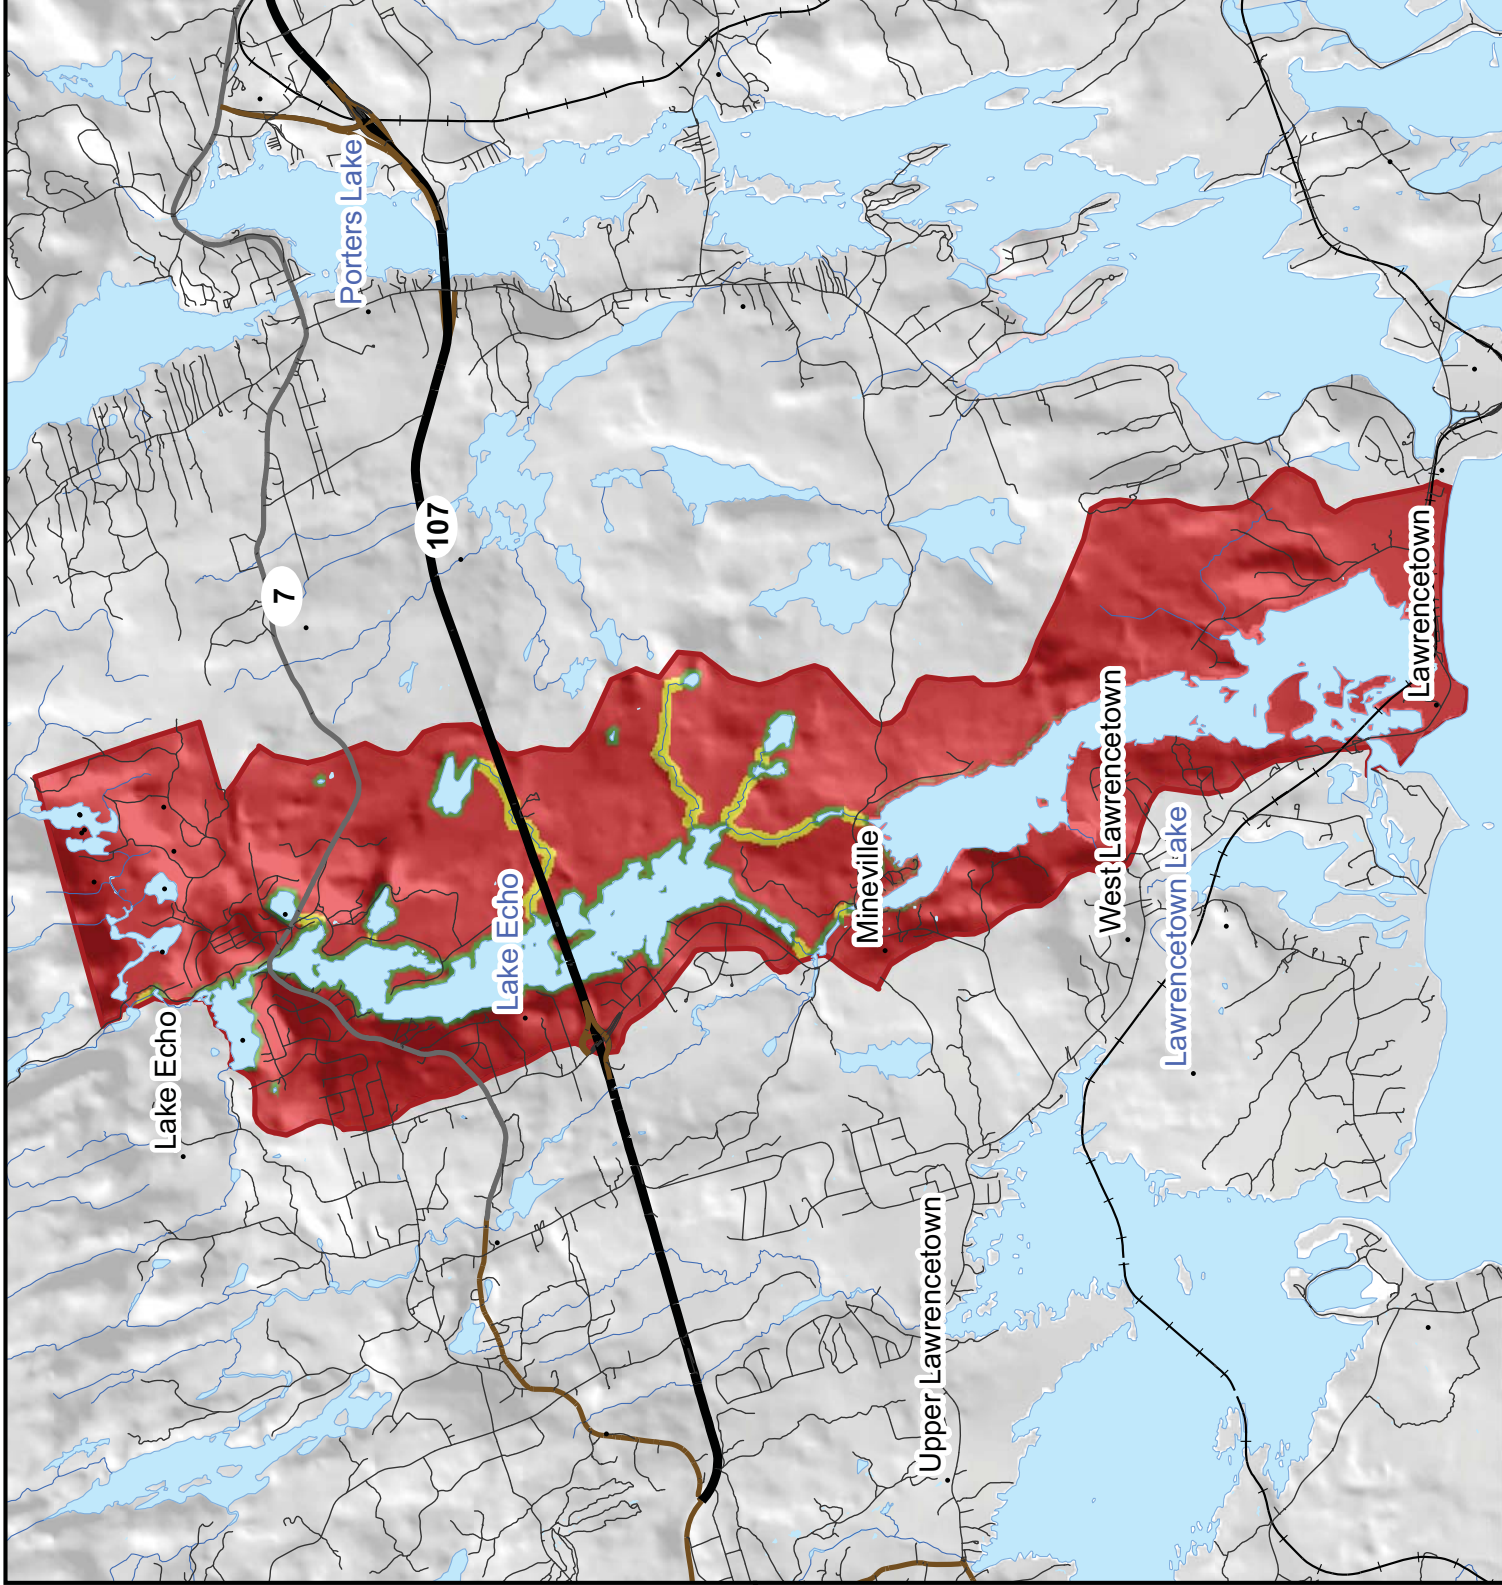 Lake Echo
7
Porters Lake
107
Lake Echo
Mineville
Upper Lawrencetown
West Lawrencetown
Lawrencetown Lake
Lawrencetown